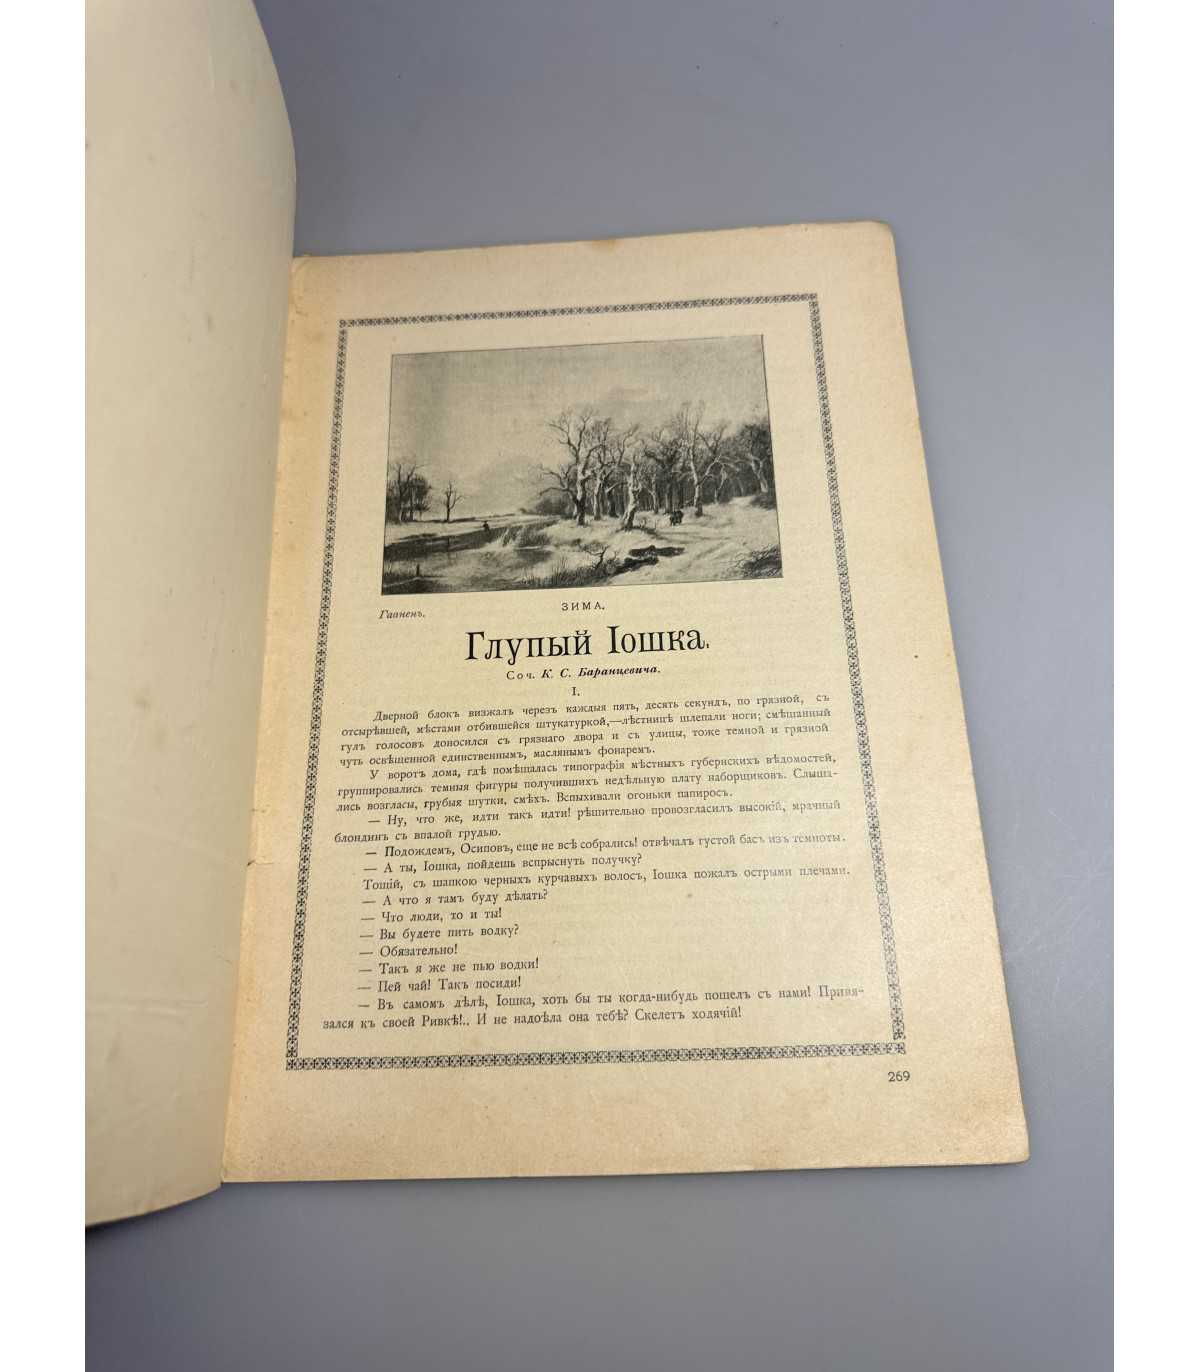 ЗИМА.
Гавненъ.
Глупый Іошка.
Соч. К. С. Баранцевича.
I.
Дверной блокъ визжалъ черезъ каждыя пять, десять секундъ, по грязной, съ
отсырѣвшей, мѣстами отбившейся штукатуркой,—лѣстницѣ шлепали ноги; смѣшанный
гулъ голосовъ доносился съ грязнаго двора и съ улицы, тоже темной и грязной
чуть освѣщенной единственнымъ, маслянымъ фонаремъ.
У воротъ дома, гдѣ помѣщалась типографія мѣстныхъ губернскихъ вѣдомостей,
группировались темныя фигуры получившихъ недѣльную плату наборщиковъ. Слыша-
лись возгласы, грубыя шутки, смѣхъ. Вспыхивали огоньки папиросъ.
— Ну, что же, идти такъ идти! рѣшительно провозгласилъ высокій, мрачный
блондинъ съ впалой грудью.
— Подождемъ, Осиповъ, еще не всѣ собрались! отвѣчалъ густой басъ изъ темноты.
— А ты, Іошка, пойдешь вспрыснуть получку?
Тощій, съ шапкою черныхъ курчавыхъ волосъ, Іошка пожалъ острыми плечами.
— А что я тамъ буду дѣлать?
— Что люди, то и ты!
— Вы будете пить водку?
— Обязательно!
— Такъ я же не пью водки!
— Пей чай! Такъ посиди!
— Въ самомъ дѣлѣ, Іошка, хоть бы ты когда-нибудь пошелъ съ нами! Привя-
зался къ своей Ривкѣ!.. И не надоѣла она тебѣ? Скелетъ ходячій!
269